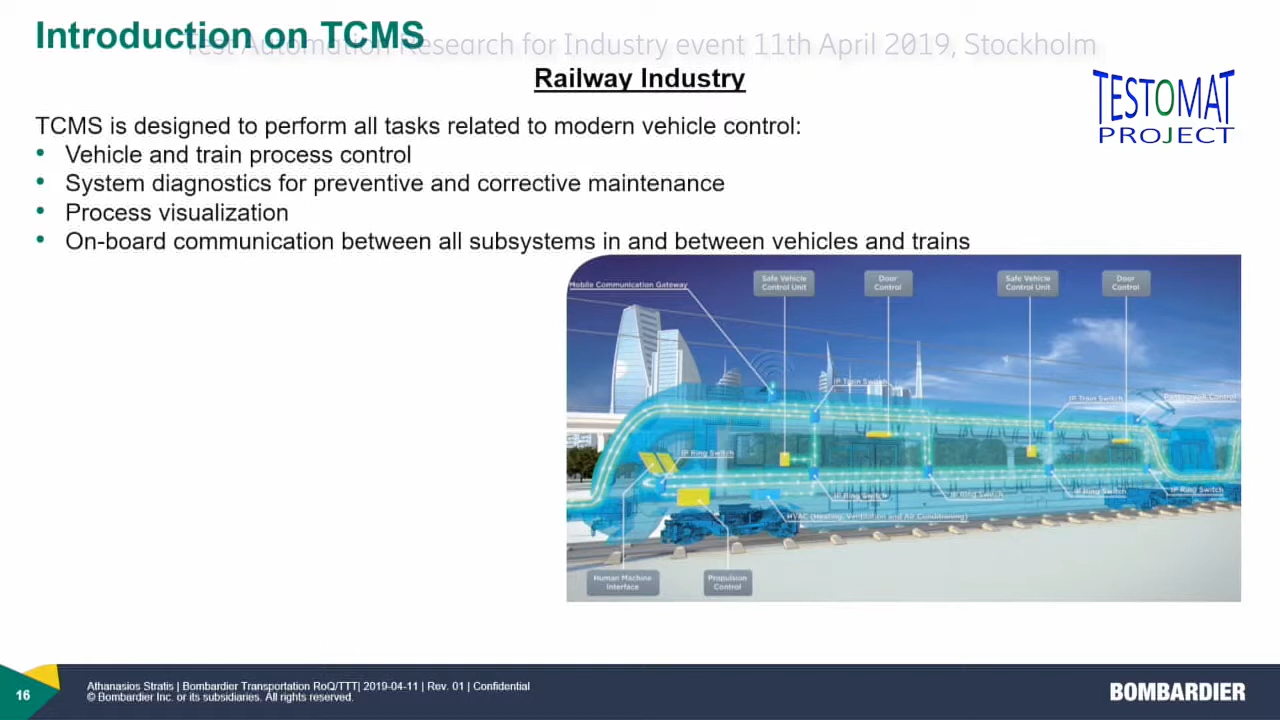 Introduction on TCMS
Test Automation Research for Industry event 11th April 2019, Stockholm
Railway Industry
TESTOMAT
PROJECT
TCMS is designed to perform all tasks related to modern vehicle control:
• Vehicle and train process control
• System diagnostics for preventive and corrective maintenance
• Process visualization
• On-board communication between all subsystems in and between vehicles and trains
Mobile Communication Gateway
Safe Vehicle
Control Unit
Door
Control
Safe Vehicle
Control Unit
Door
Control
IP Train Switch
IP Train Switch
Pantograph Control
IP Ring Switch
IP Ring Switch
IP Ring Switch
IP Ring Switch
IP Ring Switch
HVAC (Heating, Ventilation and Air Conditioning)
Human Machine
Interface
Propulsion
Control
16
Athanasios Stratis | Bombardier Transportation RoQ/TTT| 2019-04-11 | Rev. 01 | Confidential
© Bombardier Inc. or its subsidiaries. All rights reserved.
BOMBARDIER